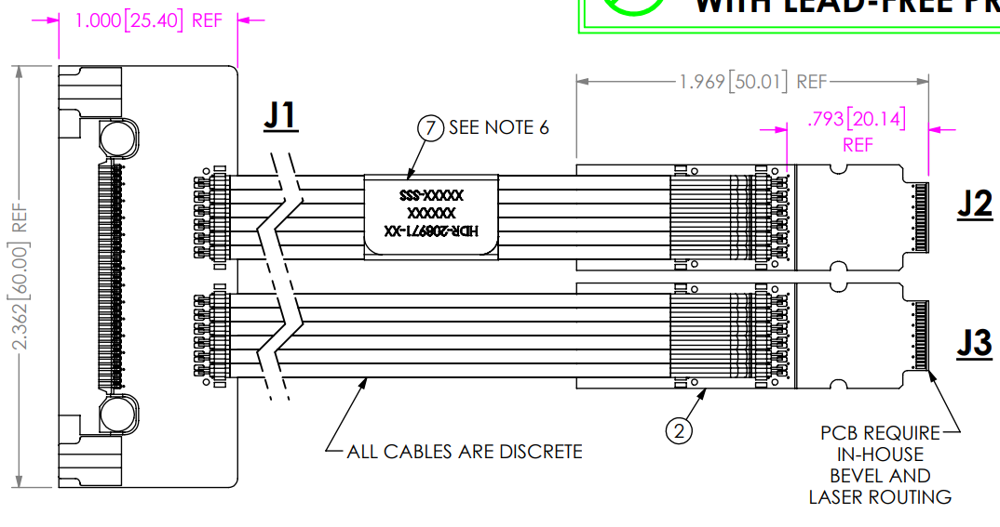 WITH LEAD-FREE PR
1.000[25.40] REF
1.969[50.01] REF
.793[20.14]
REF
J1
7 SEE NOTE 6
HDR-208971-XX
XXXXXX
XXXXX-SSS
J2
2.362[60.00] REF
J3
2
ALL CABLES ARE DISCRETE
PCB REQUIRE
IN-HOUSE
BEVEL AND
LASER ROUTING